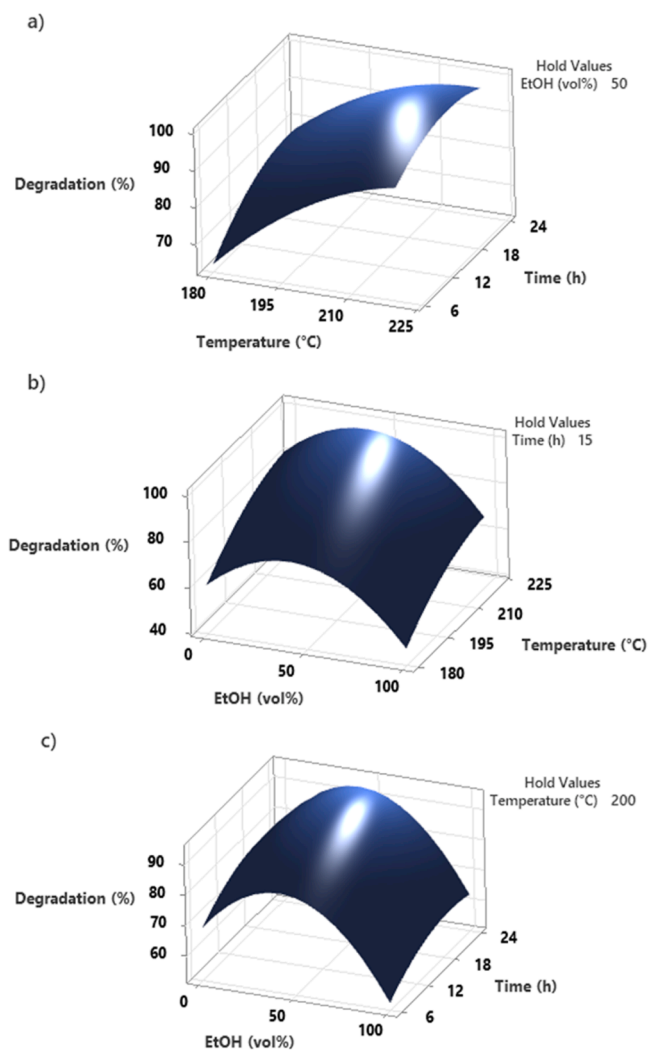 a)
Hold Values
EtOH (vol%) 50
100
90
Degradation (%)
80
70
24
18
12
Time (h)
6
180
195
210
225
Temperature (°C)
b)
Hold Values
Time (h) 15
100
80
Degradation (%)
60
40
225
210
195
Temperature (°C)
180
0
50
100
EtOH (vol%)
c)
Hold Values
Temperature (°C) 200
90
80
Degradation (%)
70
60
24
18
12
Time (h)
6
0
50
100
EtOH (vol%)